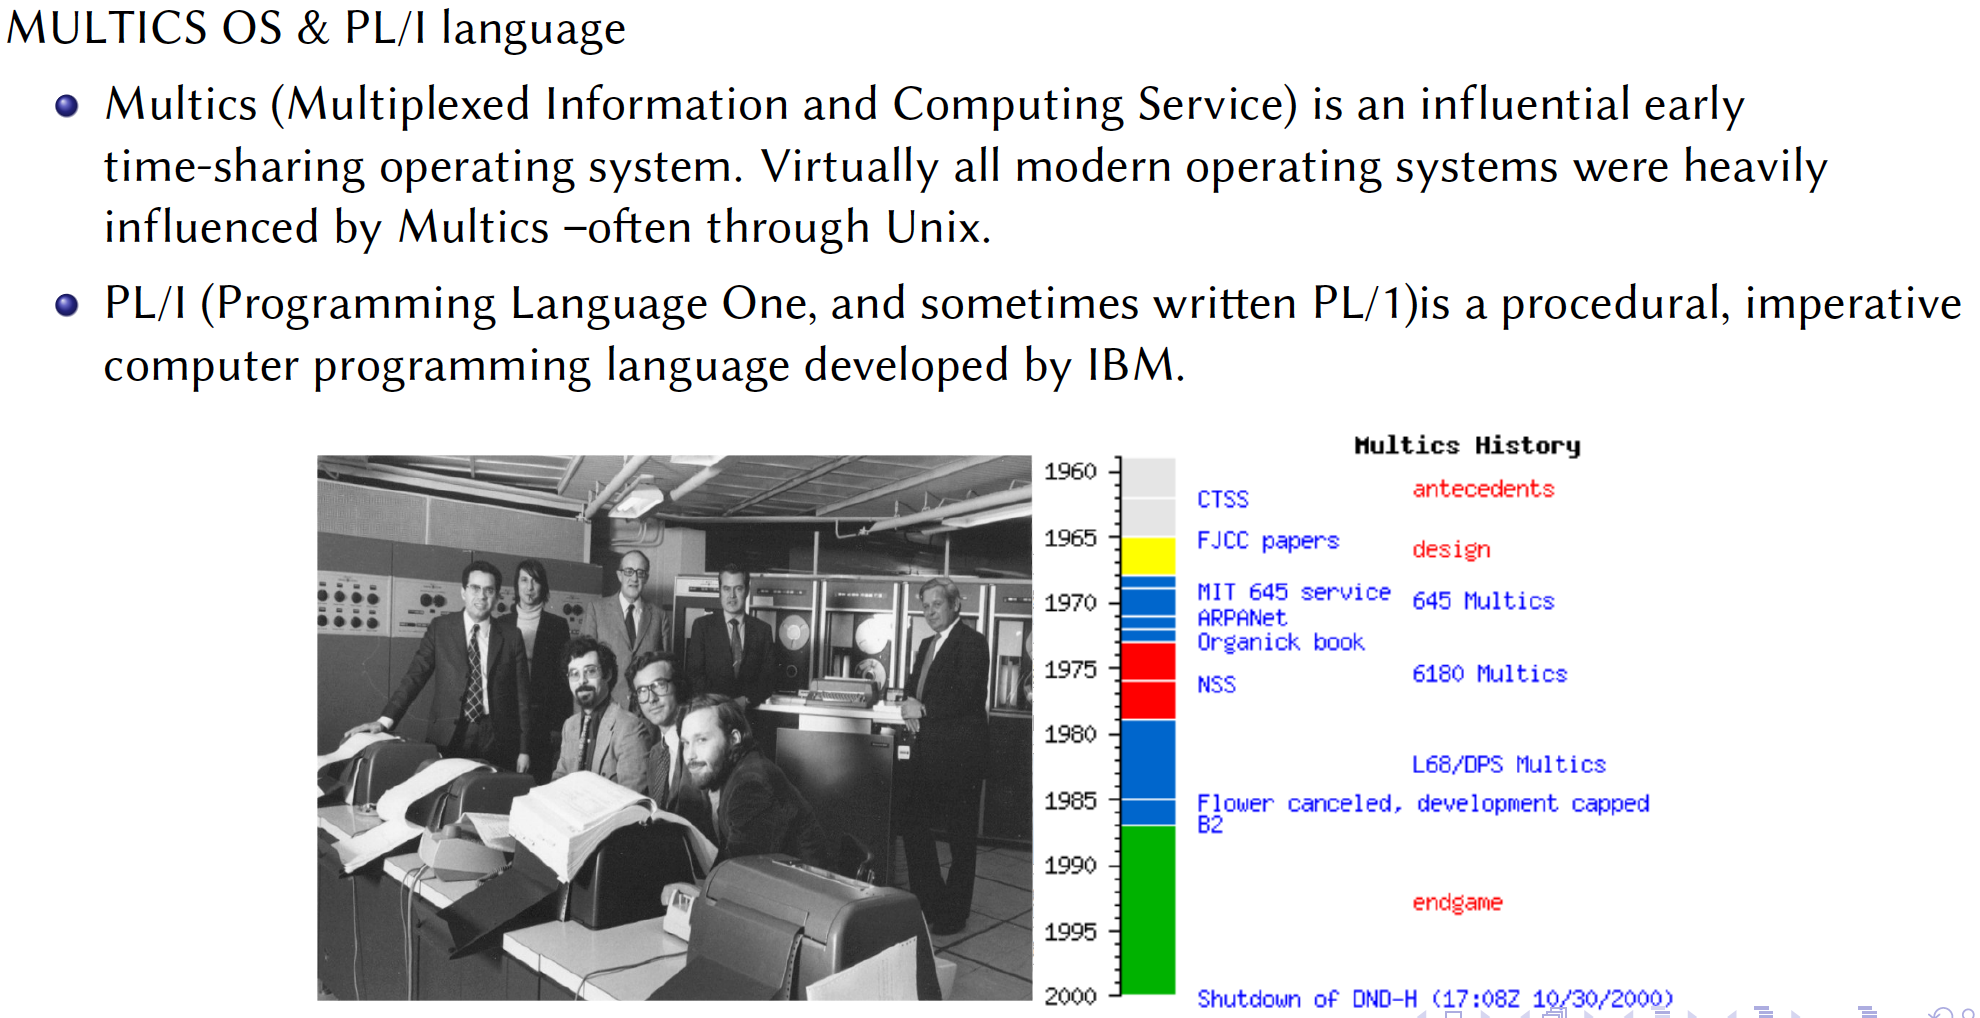 MULTICS OS & PL/I language
Multics (Multiplexed Information and Computing Service) is an influential early
time-sharing operating system. Virtually all modern operating systems were heavily
influenced by Multics –often through Unix.
PL/I (Programming Language One, and sometimes written PL/1)is a procedural, imperative
computer programming language developed by IBM.
Multics History
1960
antecedents
CTSS
1965
FJCC papers
design
MIT 645 service
645 Multics
1970
ARPANet
Organick book
1975
6180 Multics
NSS
1980
L68/DPS Multics
1985
Flower canceled, development capped
B2
1990
endgame
1995
2000
Shutdown of DND-H (17:08Z 10/30/2000)